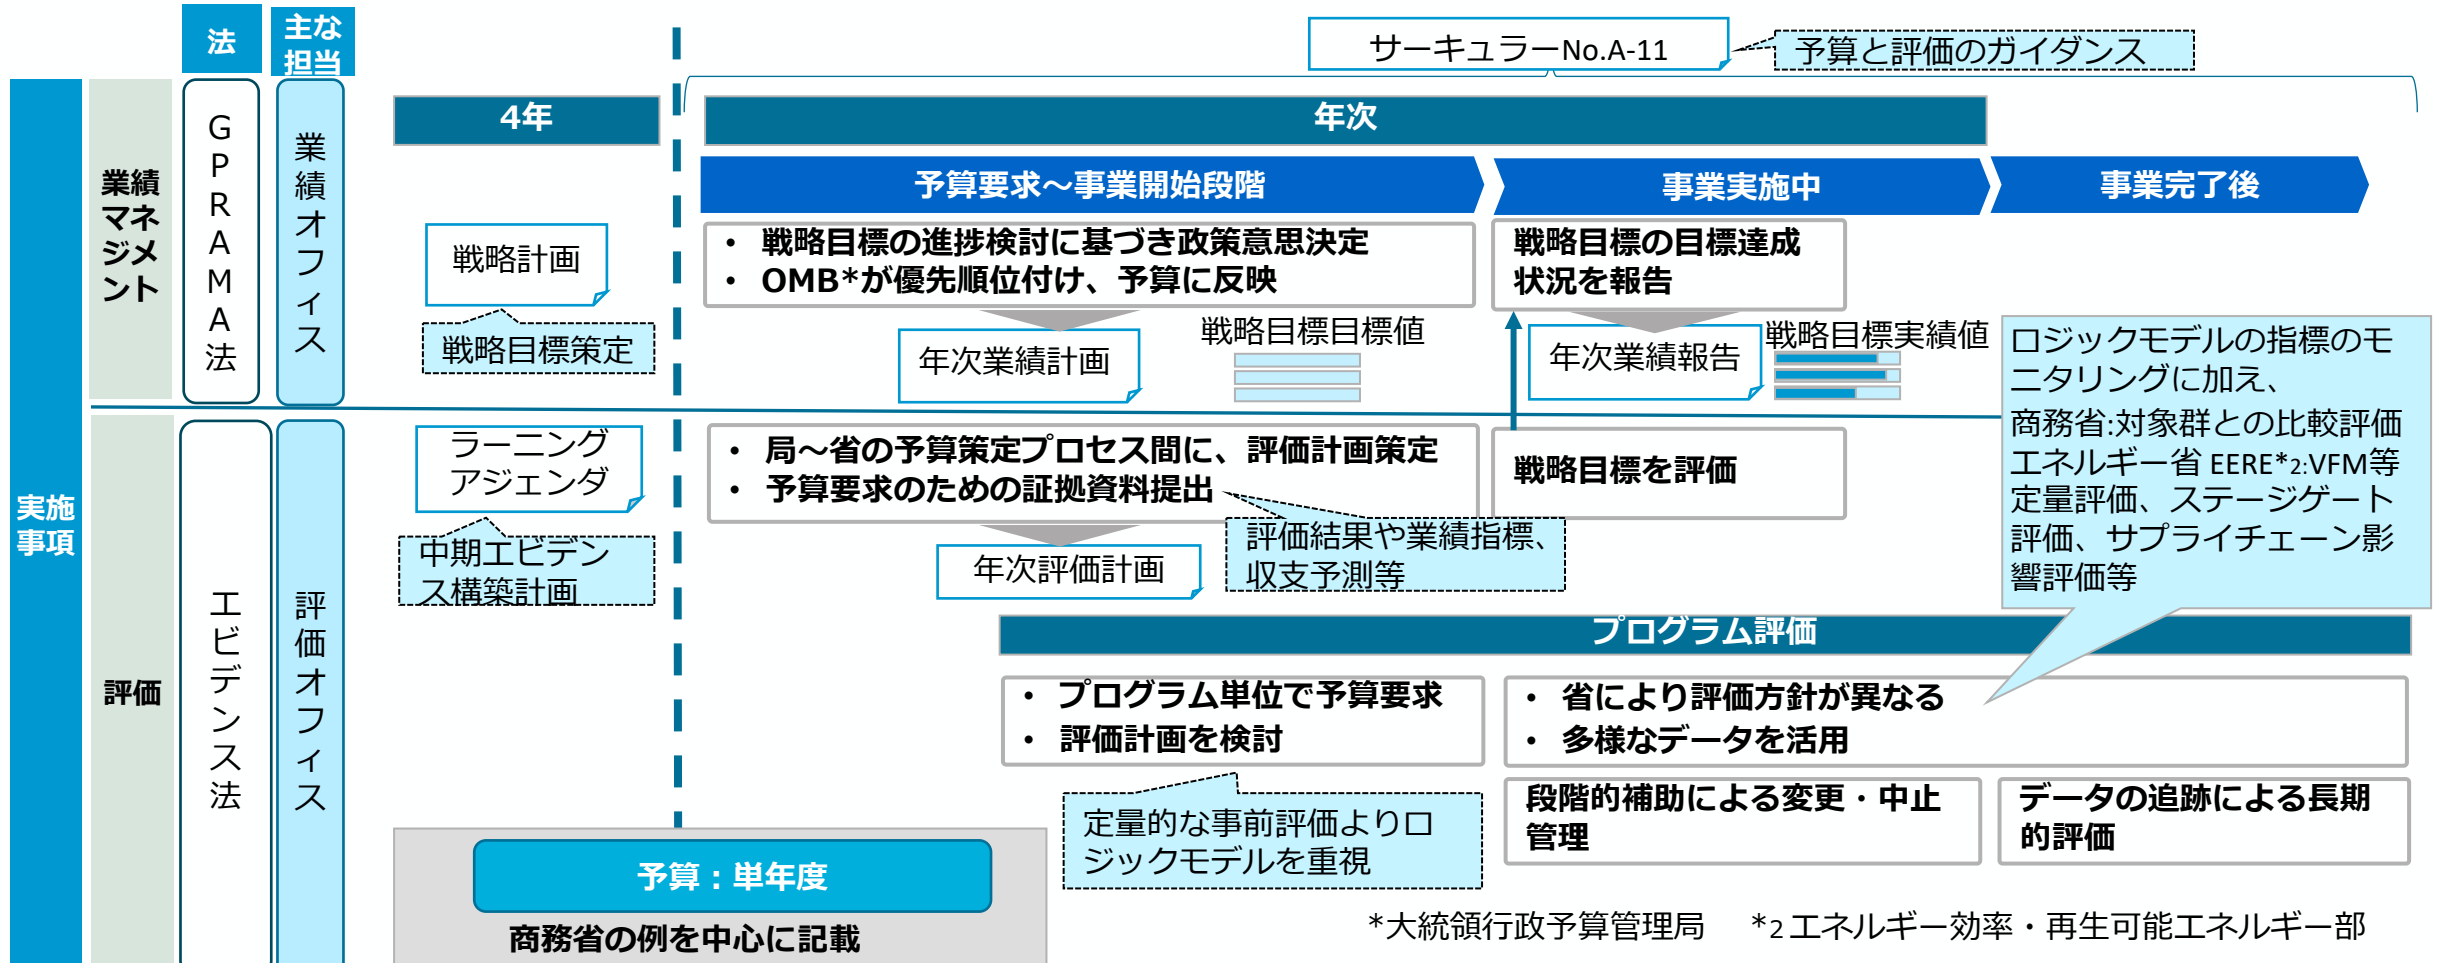 法
主な
担当
サーキュラーNo.A-11
予算と評価のガイダンス
4年
年次
実施
事項
業績
マネ
ジメ
ント
GPRAMA法
業績オフィス
予算要求~事業開始段階
事業実施中
事業完了後
戦略計画
戦略目標策定
• 戦略目標の進捗検討に基づき政策意思決定
• OMB*が優先順位付け、予算に反映
年次業績計画
戦略目標目標値
戦略目標の目標達成
状況を報告
年次業績報告
戦略目標実績値
ロジックモデルの指標のモ
ニタリングに加え、
商務省:対象群との比較評価
エネルギー省 EERE*2:VFM等
定量評価、ステージゲート
評価、サプライチェーン影
響評価等
評価
エビデンス法
評価オフィス
ラーニング
アジェンダ
中期エビデン
ス構築計画
• 局~省の予算策定プロセス間に、評価計画策定
• 予算要求のための証拠資料提出
年次評価計画
評価結果や業績指標、
収支予測等
戦略目標を評価
プログラム評価
• プログラム単位で予算要求
• 評価計画を検討
• 省により評価方針が異なる
• 多様なデータを活用
定量的な事前評価よりロ
ジックモデルを重視
段階的補助による変更・中止
管理
データの追跡による長期
的評価
予算：単年度
商務省の例を中心に記載
*大統領行政予算管理局 *2 エネルギー効率・再生可能エネルギー部